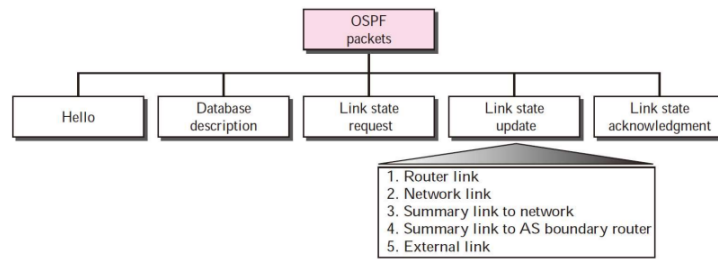 OSPF
packets
Hello
Database
description
Link state
request
Link state
update
Link state
acknowledgment
1. Router link
2. Network link
3. Summary link to network
4. Summary link to AS boundary router
5. External link